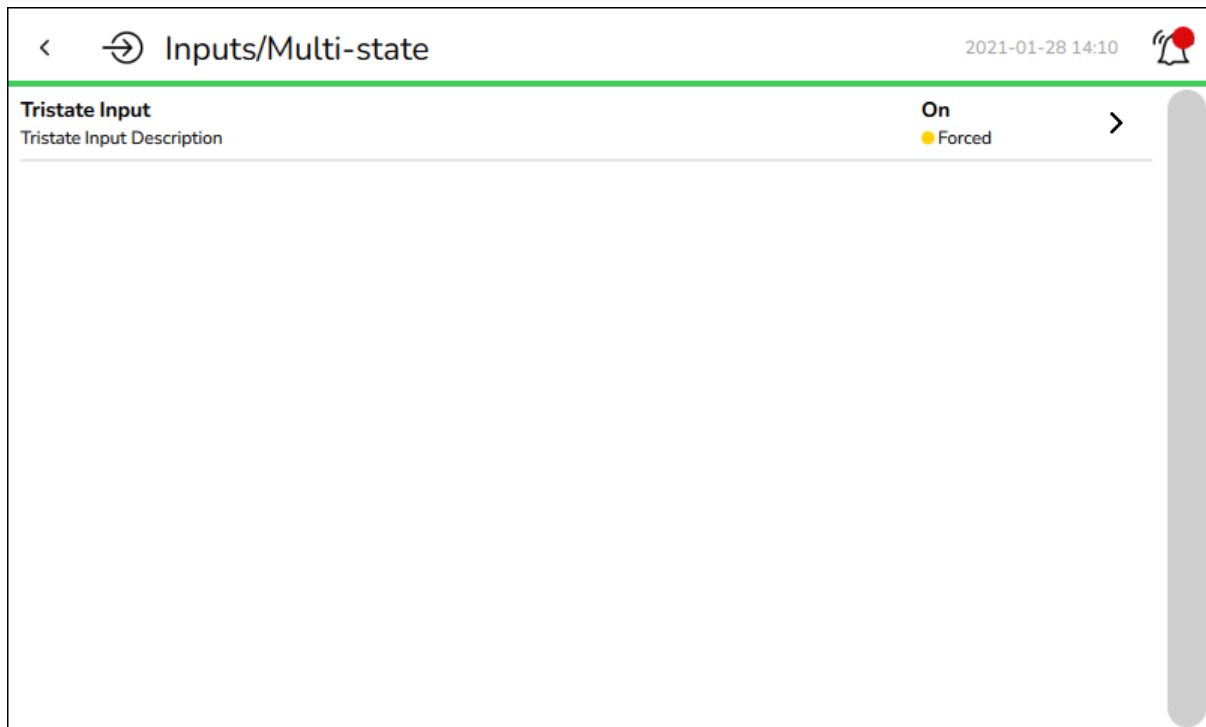 Inputs/Multi-state
2021-01-28 14:10
Tristate Input
On
Tristate Input Description
Forced